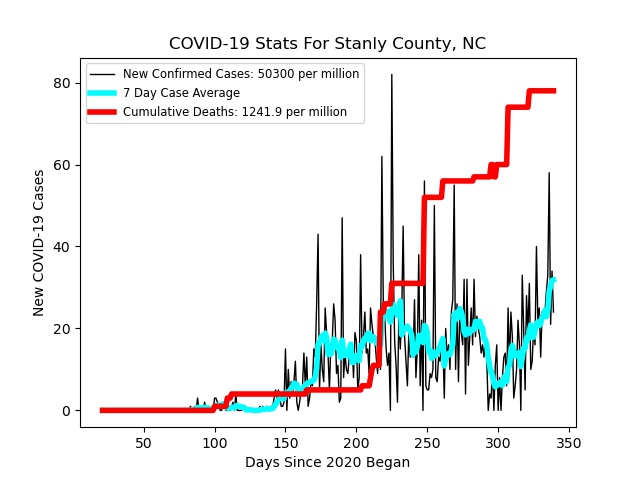 COVID-19 Stats For Stanly County, NC
New Confirmed Cases: 50300 per million
7 Day Case Average
Cumulative Deaths: 1241.9 per million
80
60
40
20
0
New COVID-19 Cases
50 100 150 200 250 300 350
Days Since 2020 Began